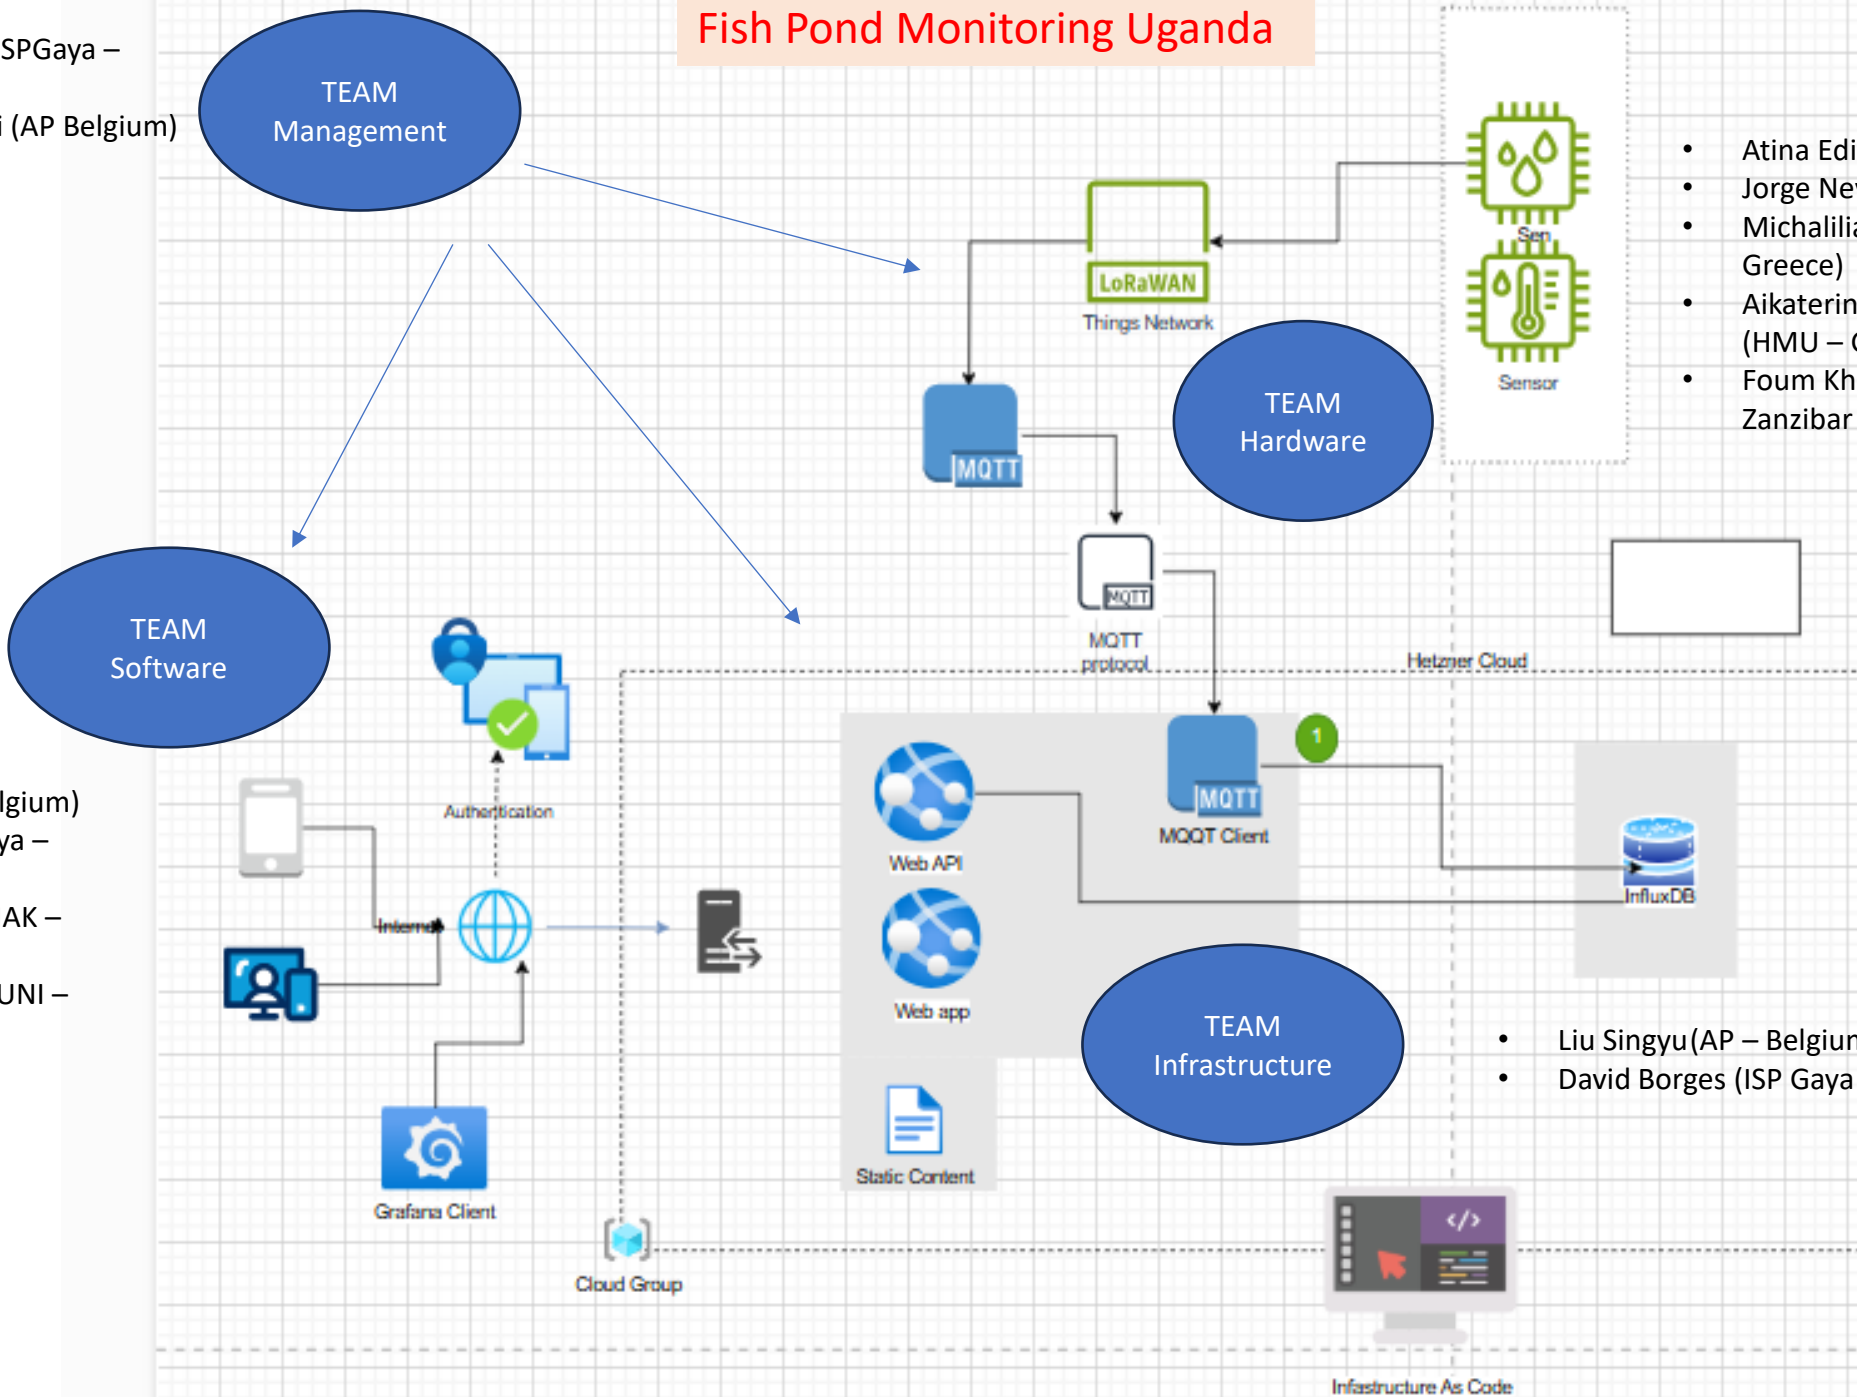 Fish Pond Monitoring Uganda
SPGaya –
i (AP Belgium)
TEAM
Management
LoRaWAN
Things Network
Sen
Sensor
• Atina Edi
• Jorge Ne
• Michalilia
Greece)
• Aikaterin
(HMU –
• Foum Kh
Zanzibar
TEAM
Hardware
MQTT
MQTT
MQTT
protocol
Hetzner Cloud
TEAM
Software
lgium)
ya –
AK –
UNI –
Authentication
Internet
Grafana Client
Cloud Group
1
Web API
MQTT
MQQT Client
InfluxDB
Web app
Static Content
TEAM
Infrastructure
• Liu Singyu(AP – Belgium
• David Borges (ISP Gaya
</>
Infastructure As Code